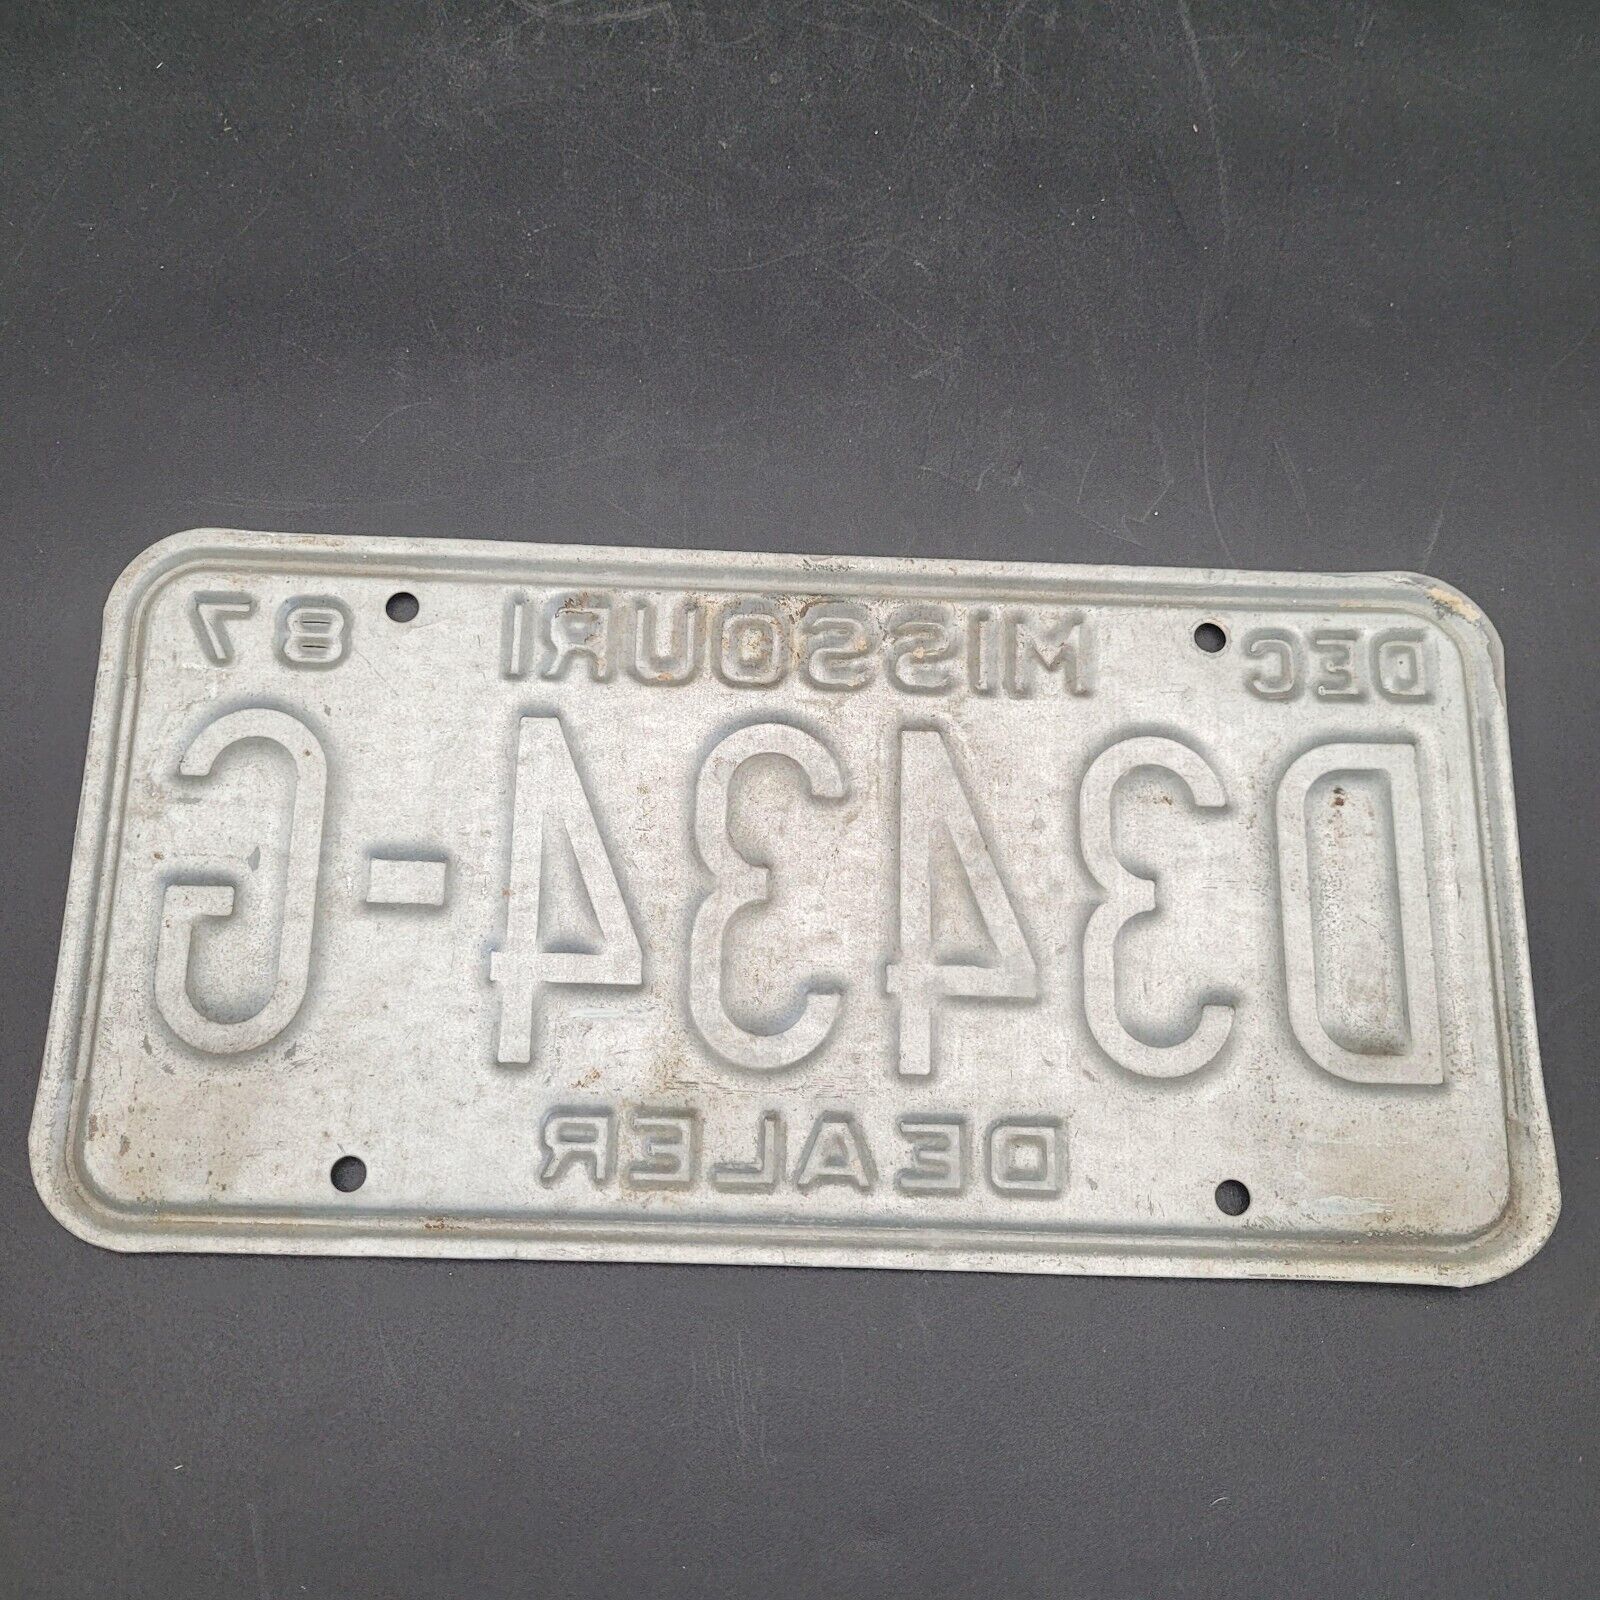 DEC MISSOURI 87
D3434-G
DEALER